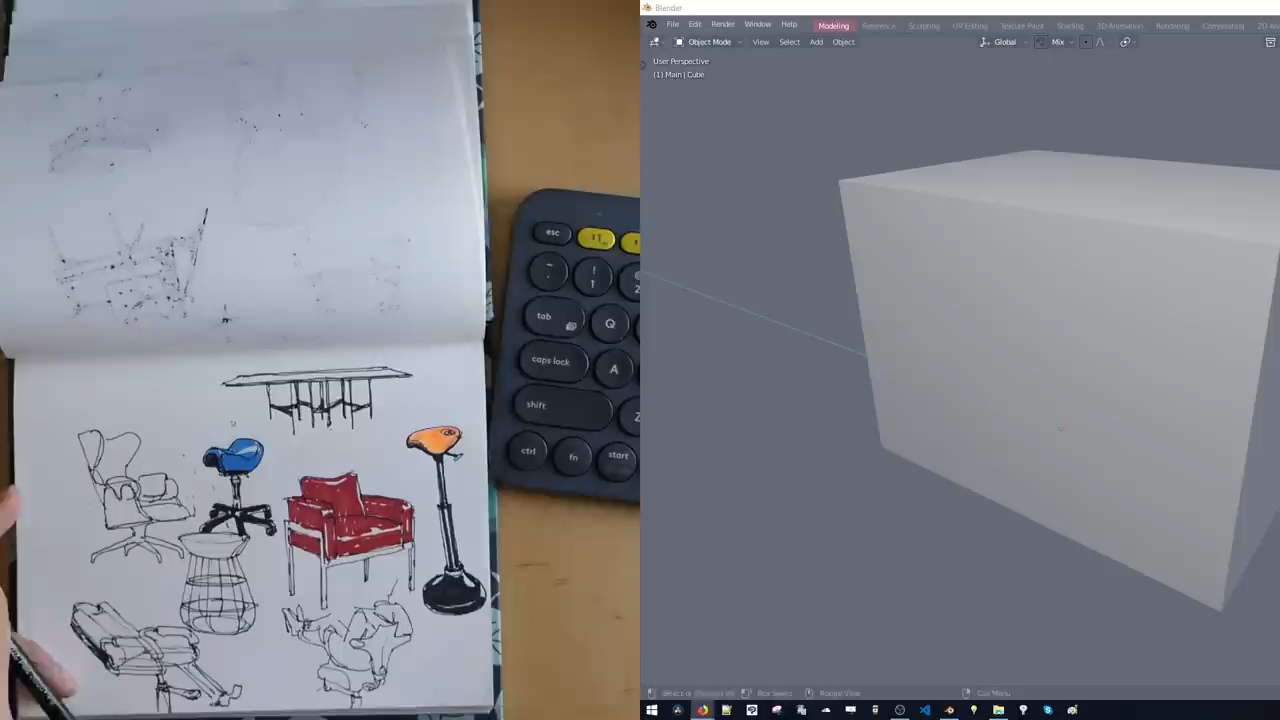 Blender
File Edit Render Window Help Modeling Reference Sculpting UV Editing Texture Paint Shading 3D Animation Rendering Compositing
Object Mode View Select Add Object Global Mix
User Perspective
(1) Main | Cube
esc
tab Q
caps lock A
shift Z
ctrl fn start
Box Select Rotate View